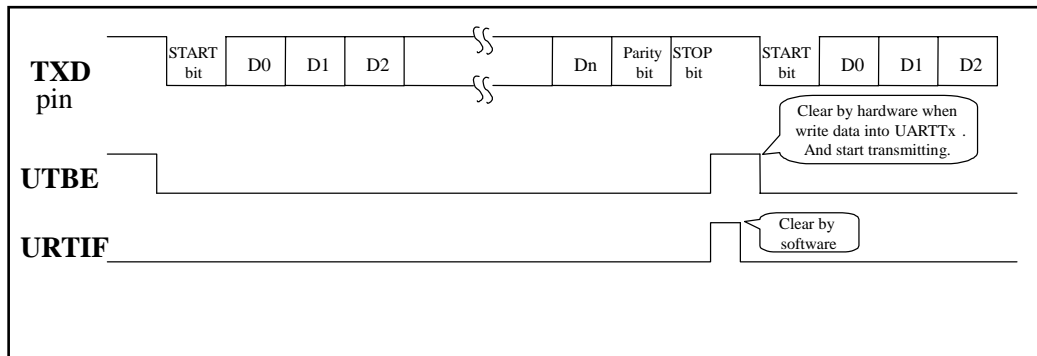 TXD
pin
START
bit
D0
D1
D2
Dn
Parity
bit
STOP
bit
START
bit
D0
D1
D2
Clear by hardware when
write data into UARTTx .
And start transmitting.
UTBE
URTIF
Clear by
software